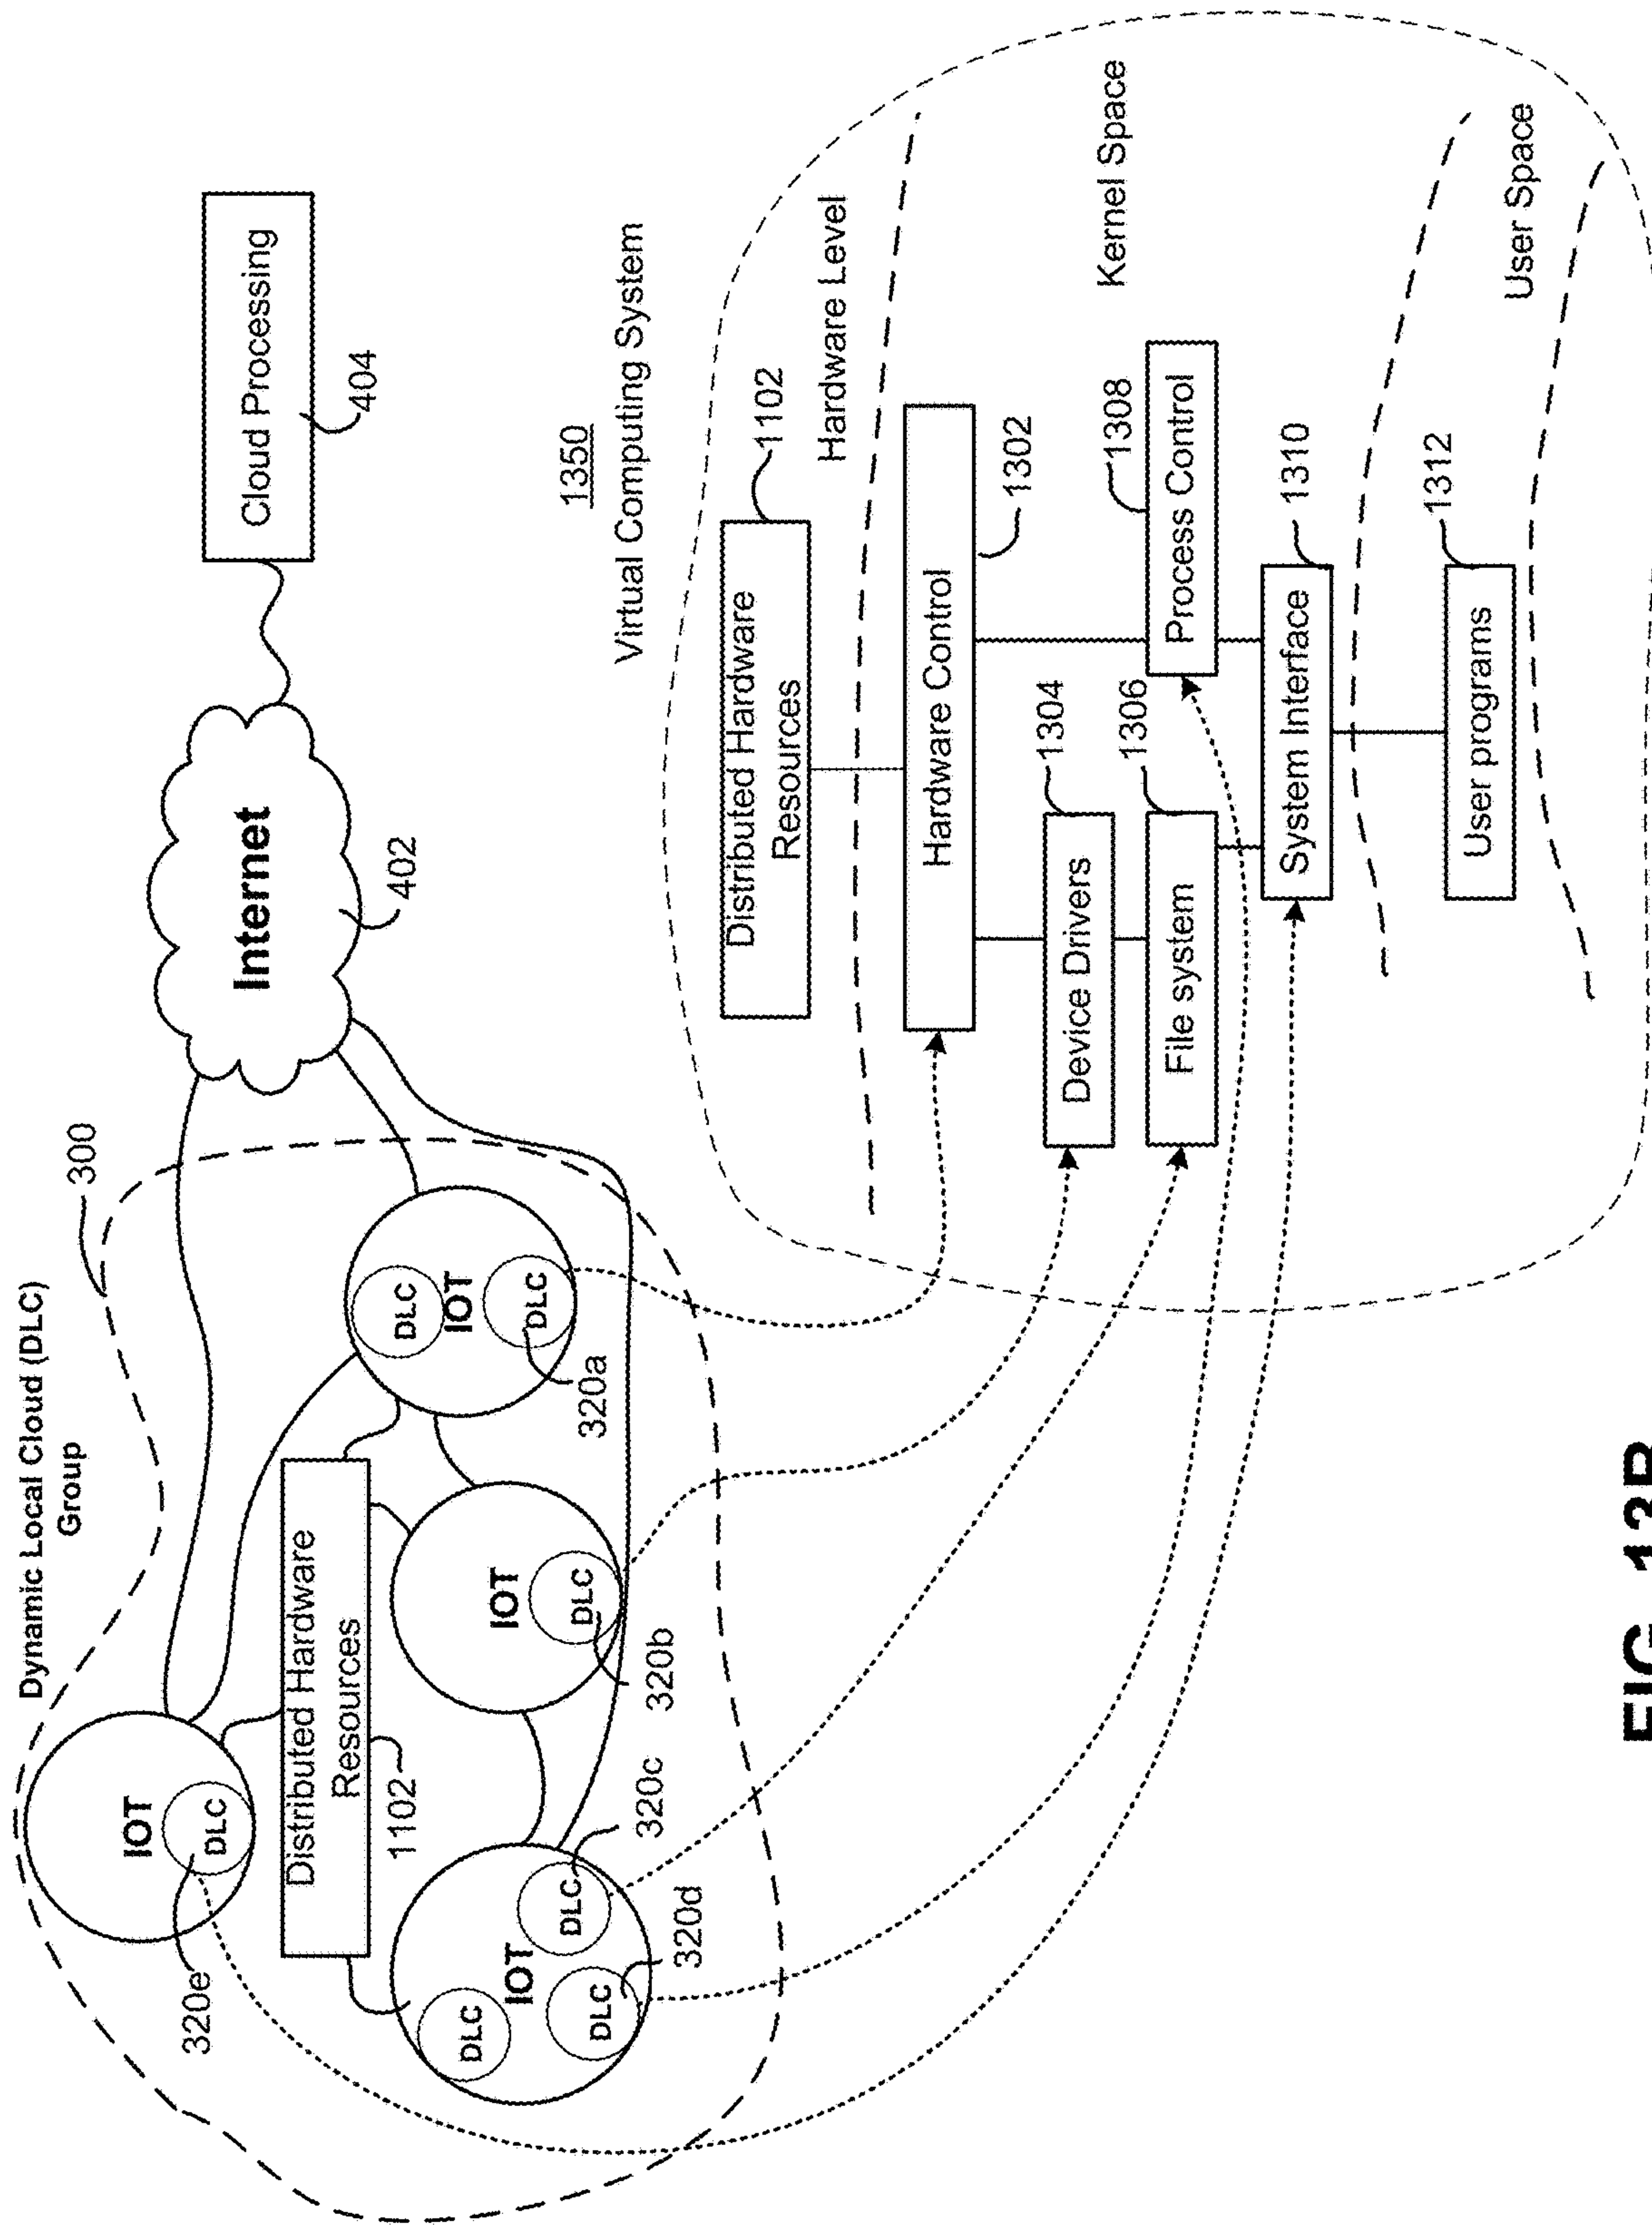 Dynamic Local Cloud (DLC)
Group
300
IOT
DLC
320e
Distributed Hardware
Resources
1102
DLC
IOT
DLC
320a
IOT
DLC
320b
DLC
IOT
DLC
320c
DLC
320d
Internet
402
Cloud Processing
404
1350
Virtual Computing System
Distributed Hardware
Resources
1102
Hardware Level
Hardware Control
1302
Kernel Space
Device Drivers
1304
File system
1306
Process Control
1308
System Interface
1310
User Space
User programs
1312
FIG. 13B